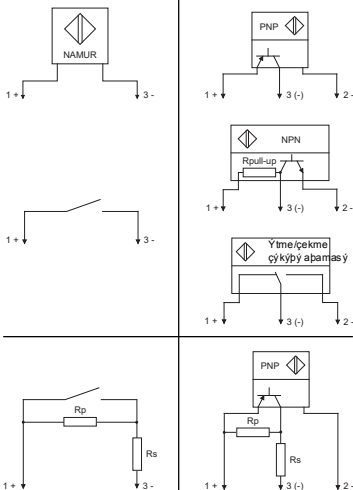 NAMUR
1 +
3 -
PNP
1 +
3 (-)
2 -
NPN
Rpull-up
1 +
3 (-)
2 -
1 +
3 -
Ýtme/çekme
çýkýþý aþamasý
1 +
3 (-)
2 -
Rp
Rs
1 +
3 -
PNP
Rp
Rs
1 +
3 (-)
2 -